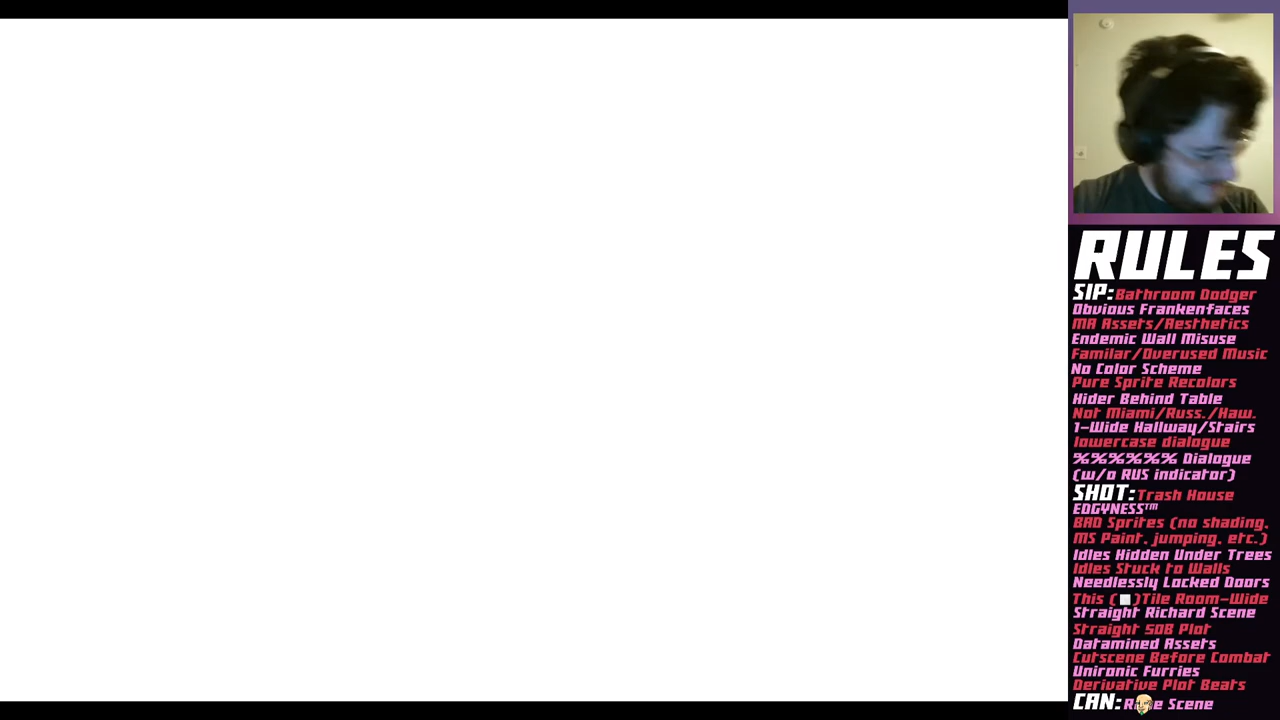 RULES
SIP: Bathroom Dodger
Obvious Frankenfaces
MA Assets/Aesthetics
Endemic Wall Misuse
Familar/Overused Music
No Color Scheme
Pure Sprite Recolors
Hider Behind Table
Not Miami/Russ./Haw.
1-Wide Hallway/Stairs
lowercase dialogue
%%%%%% Dialogue
(w/o RUS indicator)
SHOT: Trash House
EDGYNESS™
BAD Sprites (no shading,
MS Paint, jumping, etc.)
Idles Hidden Under Trees
Idles Stuck to Walls
Needlessly Locked Doors
This ( )Tile Room-Wide
Straight Richard Scene
Straight 50B Plot
Datamined Assets
Cutscene Before Combat
Unironic Furries
Derivative Plot Beats
CAN: Scene